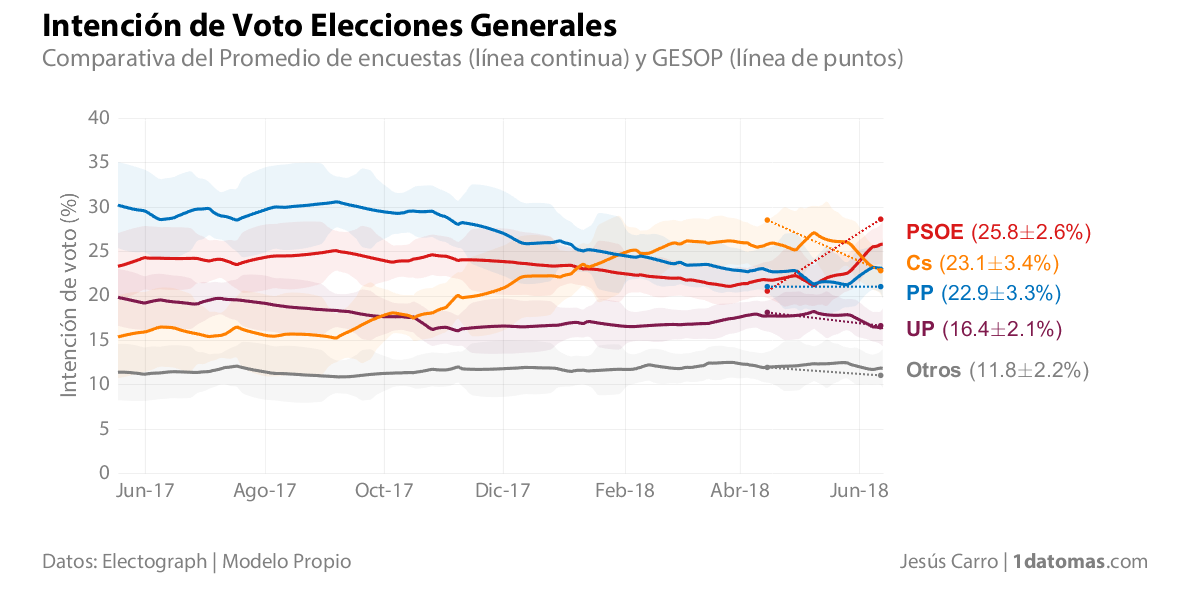 Intención de Voto Elecciones Generales
Comparativa del Promedio de encuestas (línea continua) y GESOP (línea de puntos)
Intención de voto (%)
40
35
30
25
20
15
10
5
0
Jun-17 Ago-17 Oct-17 Dic-17 Feb-18 Abr-18 Jun-18
PSOE (25.8±2.6%)
Cs (23.1±3.4%)
PP (22.9±3.3%)
UP (16.4±2.1%)
Otros (11.8±2.2%)
Datos: Electograph | Modelo Propio
Jesús Carro | 1datomas.com